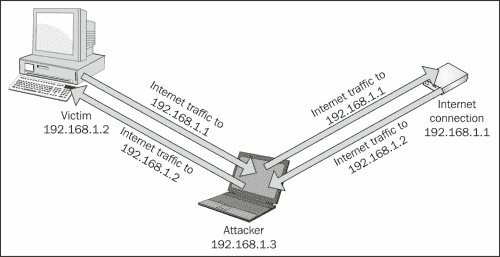 Victim
192.168.1.2
Internet traffic to
192.168.1.1
Internet traffic to
192.168.1.2
Internet traffic to
192.168.1.1
Internet traffic to
192.168.1.2
Internet
connection
192.168.1.1
Attacker
192.168.1.3